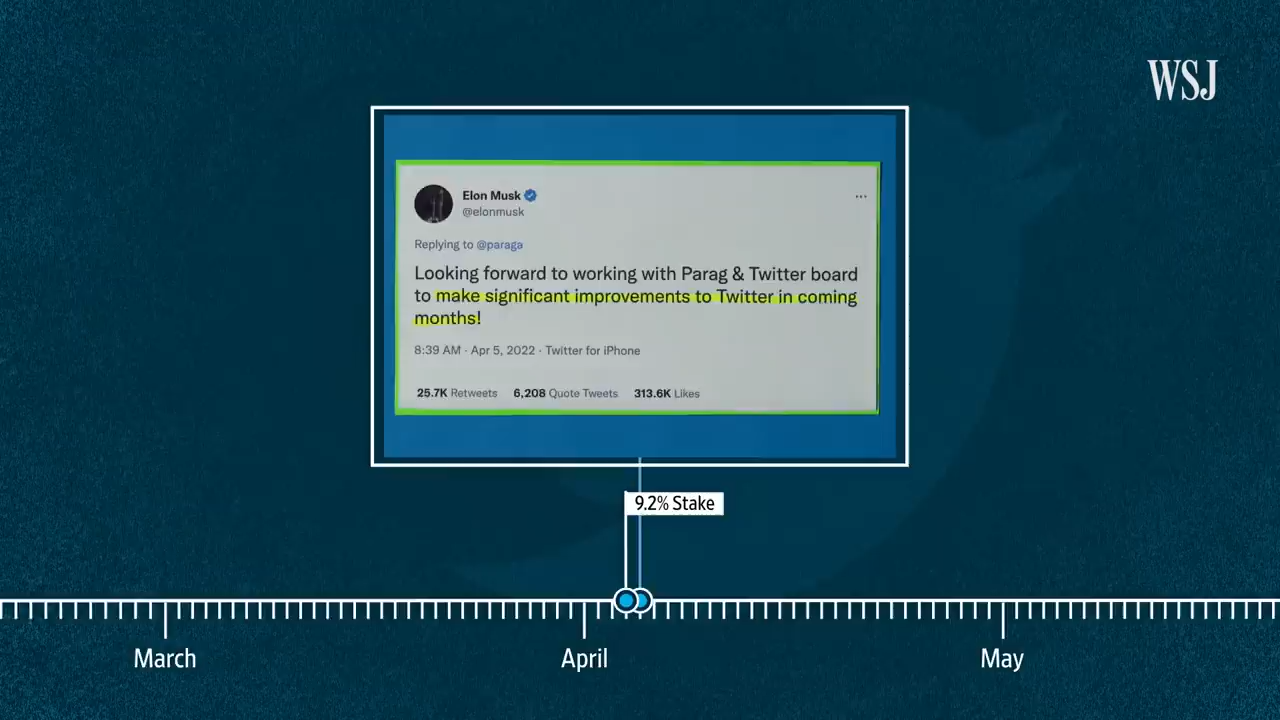 WSJ
Elon Musk
@elonmusk
Replying to @paraga
Looking forward to working with Parag & Twitter board
to make significant improvements to Twitter in coming
months!
8:39 AM · Apr 5, 2022 · Twitter for iPhone
25.7K Retweets 6,208 Quote Tweets 313.6K Likes
9.2% Stake
March April May